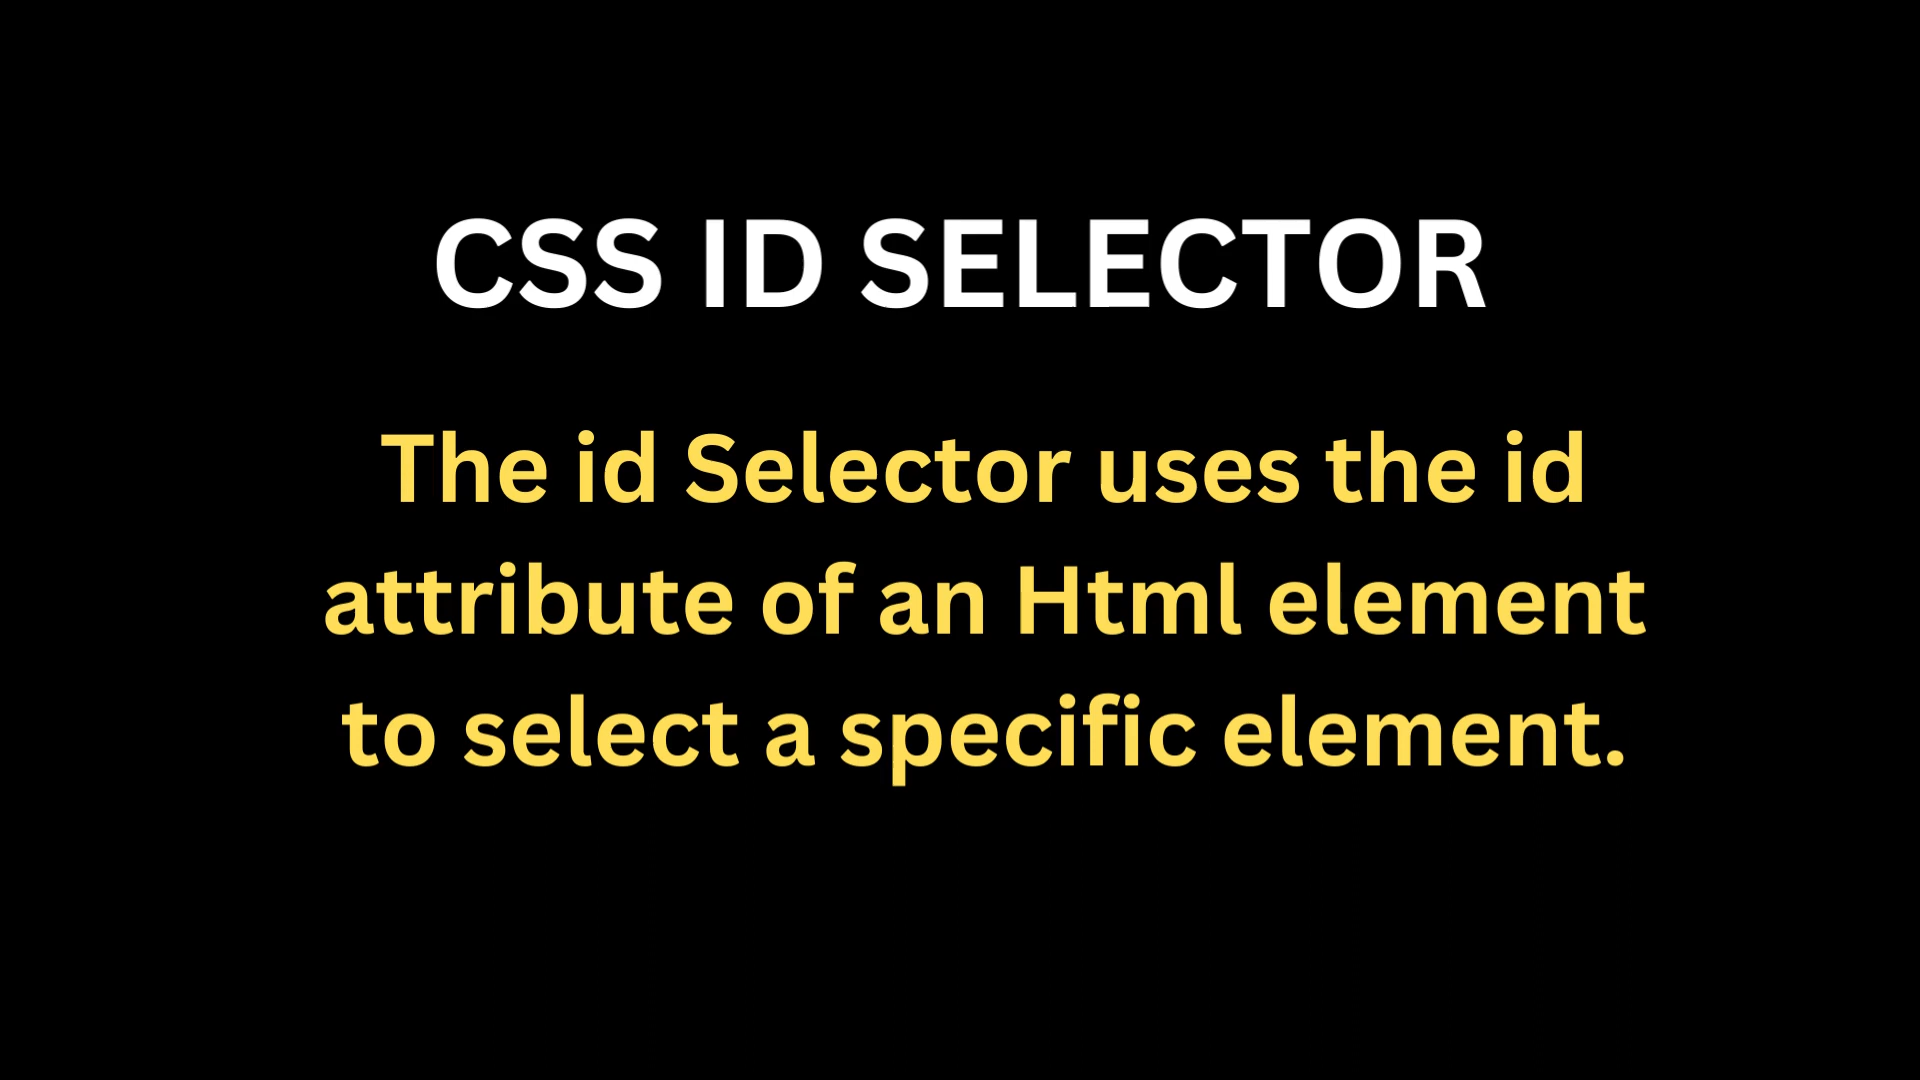 CSS ID SELECTOR
The id Selector uses the id
attribute of an Html element
to select a specific element.